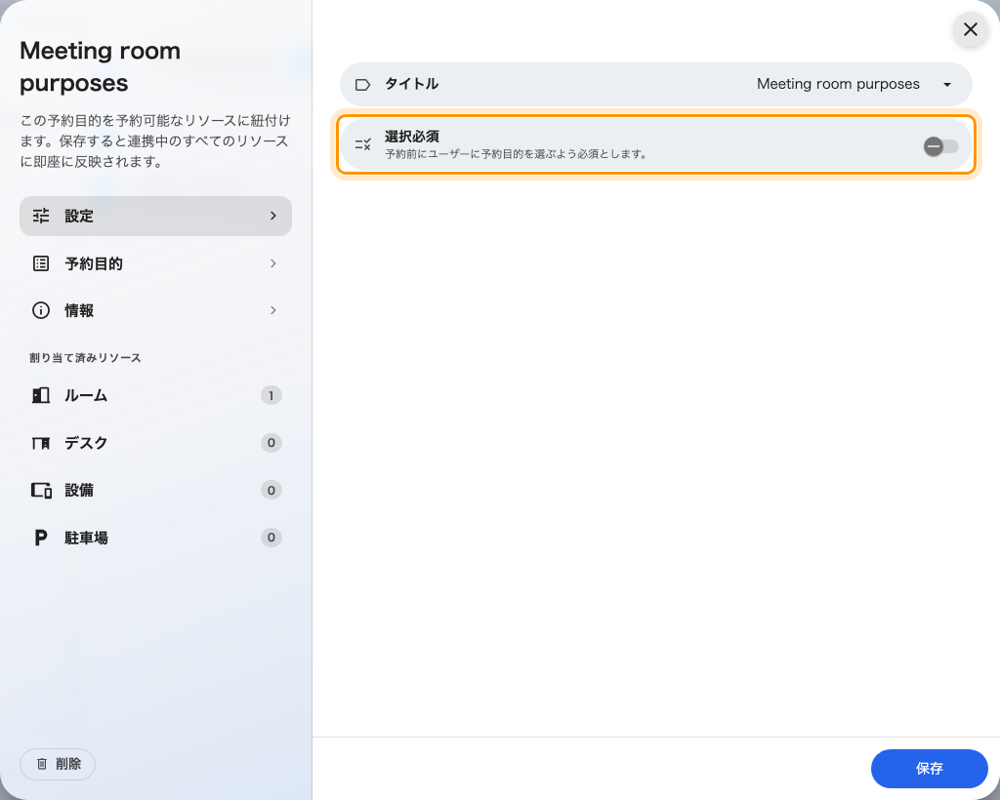 Meeting room
purposes
この予約目的を予約可能なリソースに紐付け
ます。保存すると連携中のすべてのリソース
に即座に反映されます。
設定
予約目的
情報
割り当て済みリソース
ルーム 1
デスク 0
設備 0
駐車場 0
削除
タイトル Meeting room purposes
選択必須
予約前にユーザーに予約目的を選ぶよう必須とします。
保存